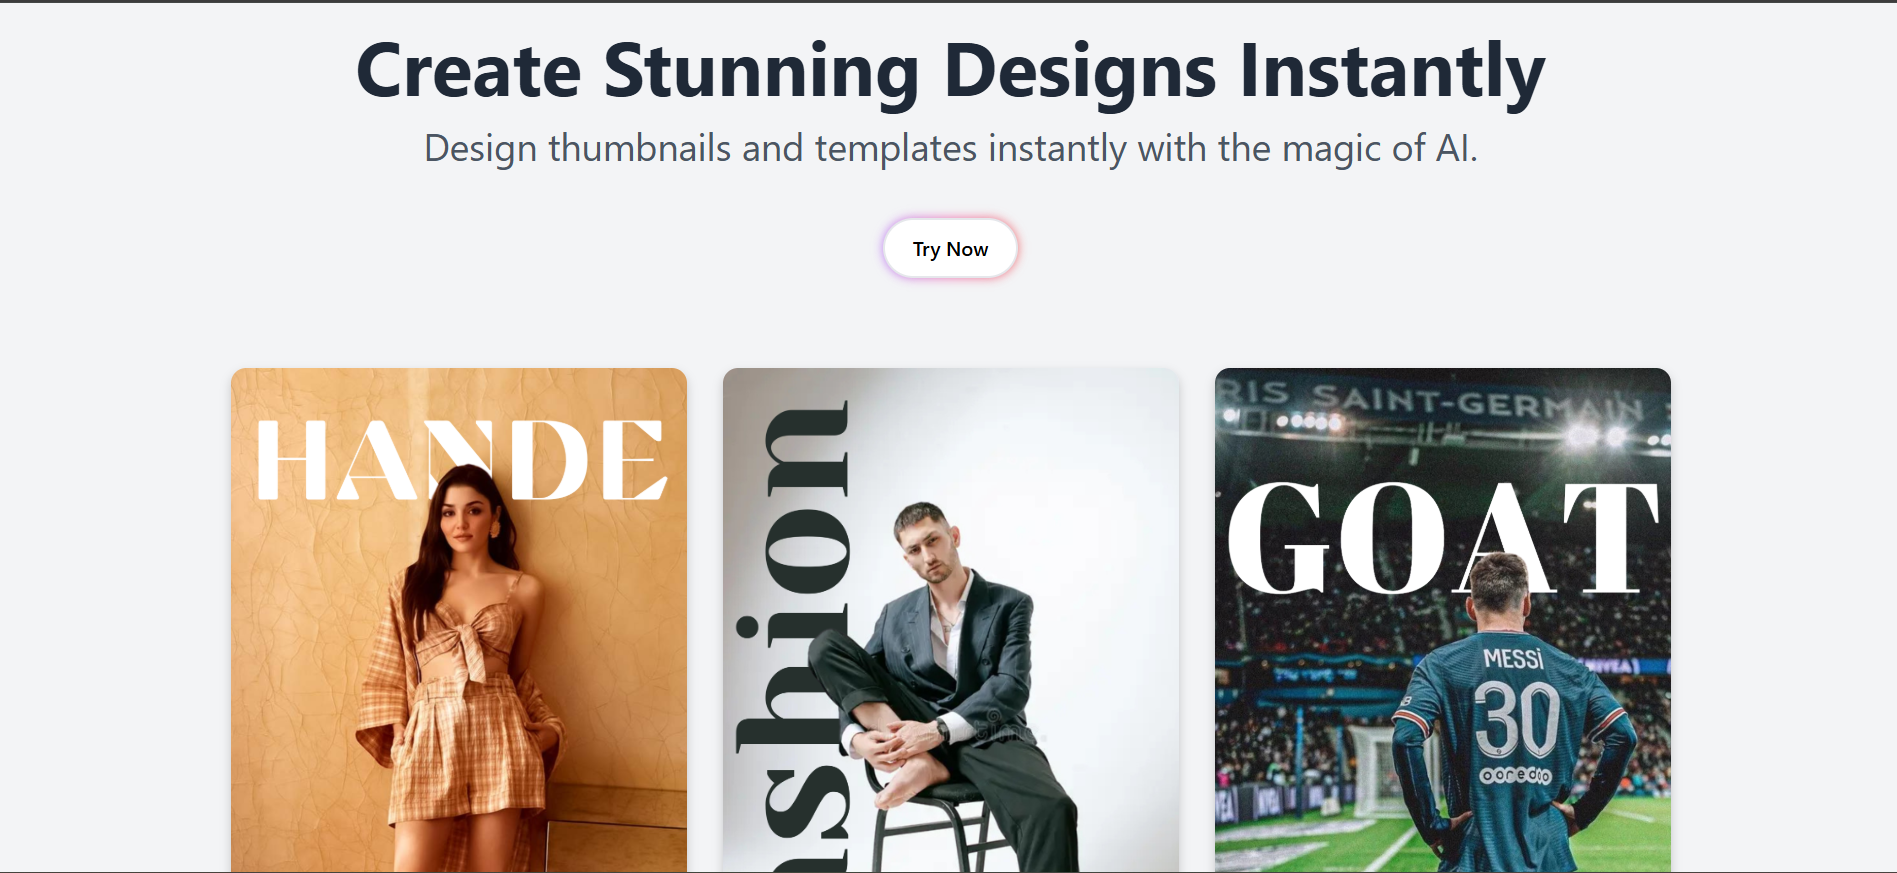 Create Stunning Designs Instantly
Design thumbnails and templates instantly with the magic of AI.
Try Now
HANDE
shion
RIS SAINT-GERMAIN
GOAT
MESSi
30
ooredoo
NIVEA